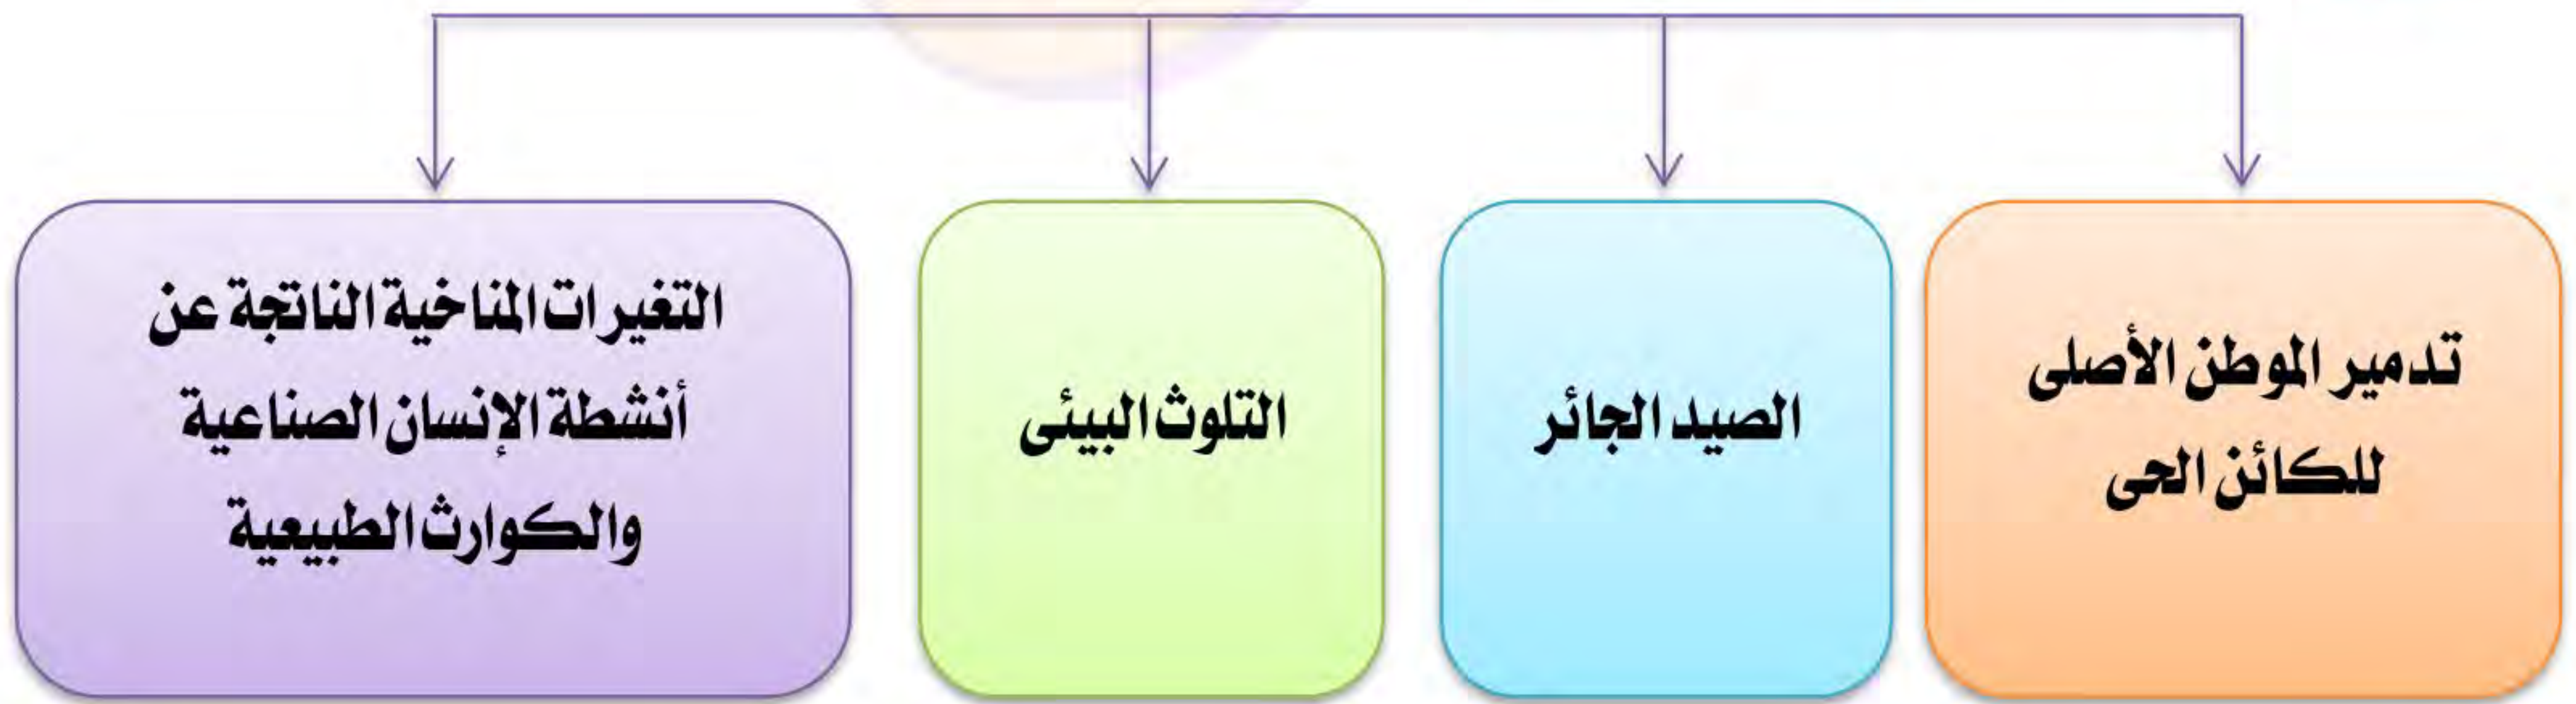 تدمير الموطن الأصلى
للكائن الحى
الصيد الجائر
التلوث البيئى
التغيرات المناخية الناتجة عن
أنشطة الإنسان الصناعية
والكوارث الطبيعية